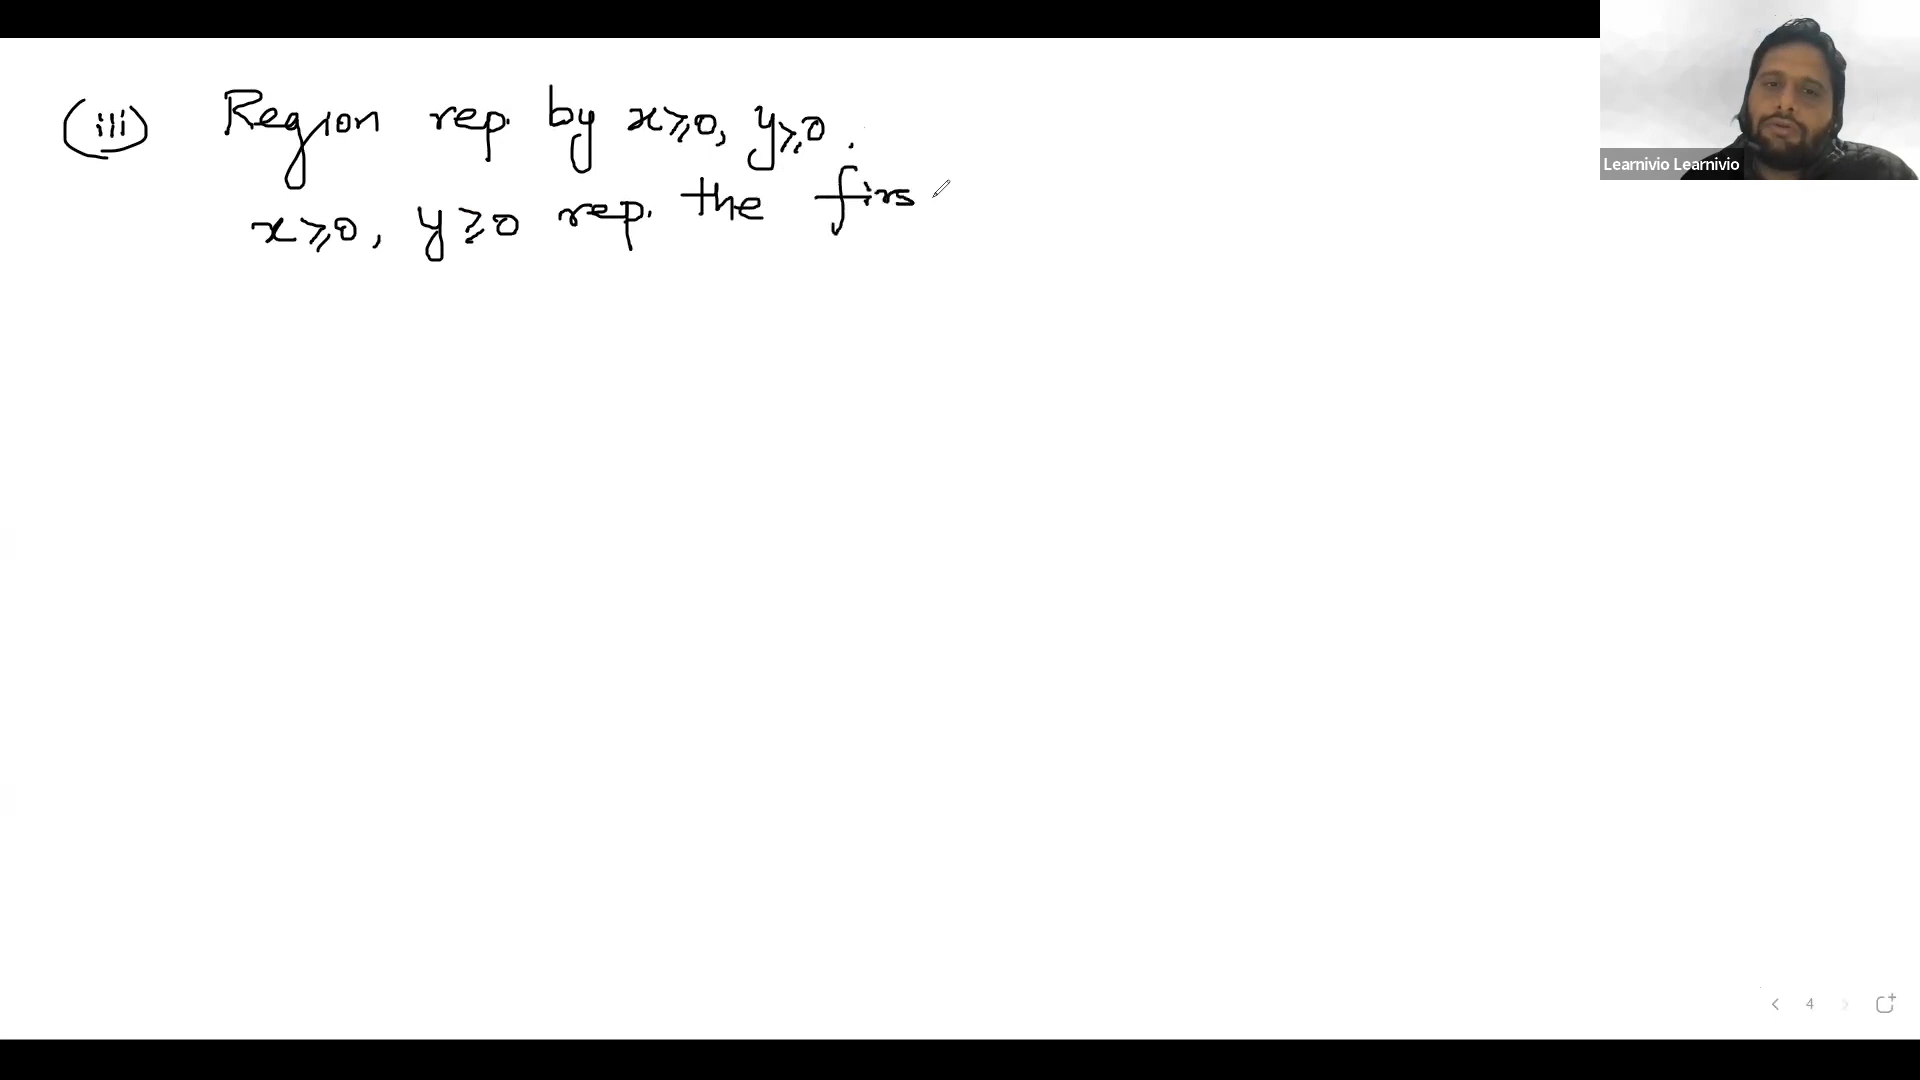 (iii) Region rep. by x⩾0, y⩾0.
x⩾0, y⩾0 rep. the firs
Learnivio Learnivio
4